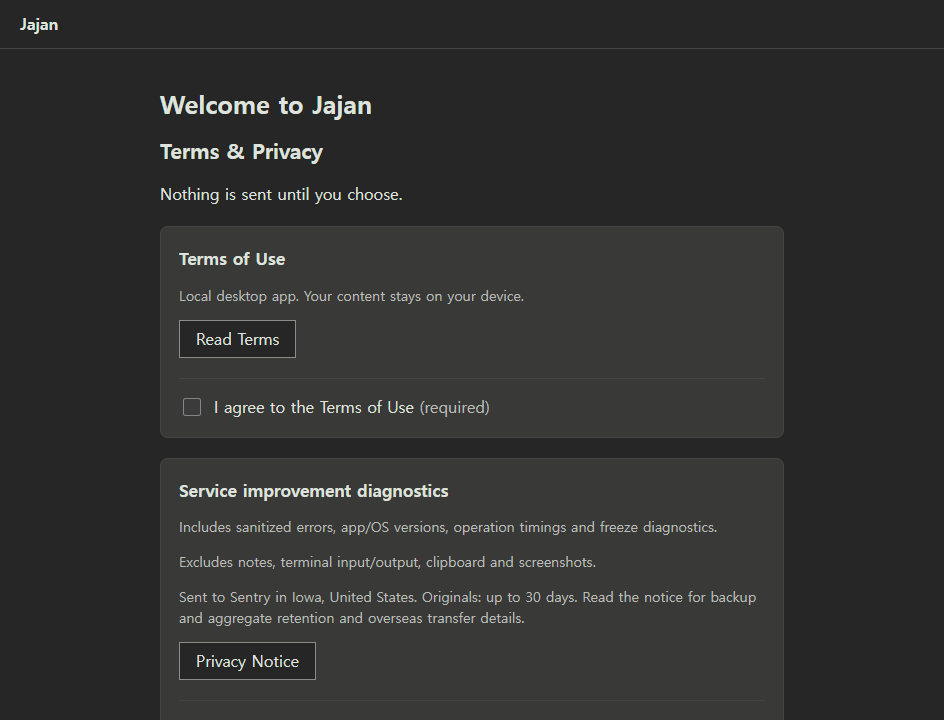 Jajan
Welcome to Jajan
Terms & Privacy
Nothing is sent until you choose.
Terms of Use
Local desktop app. Your content stays on your device.
Read Terms
I agree to the Terms of Use (required)
Service improvement diagnostics
Includes sanitized errors, app/OS versions, operation timings and freeze diagnostics.
Excludes notes, terminal input/output, clipboard and screenshots.
Sent to Sentry in Iowa, United States. Originals: up to 30 days. Read the notice for backup
and aggregate retention and overseas transfer details.
Privacy Notice